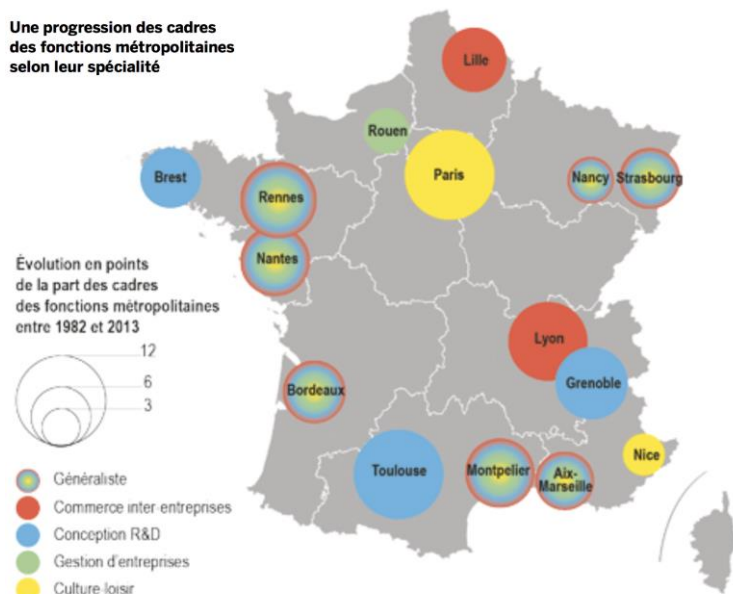 Une progression des cadres
des fonctions métropolitaines
selon leur spécialité
Lille
Rouen
Paris
Brest
Rennes
Nancy
Strasbourg
Nantes
Évolution en points
de la part des cadres
des fonctions métropolitaines
entre 1982 et 2013
12
6
3
Lyon
Grenoble
Bordeaux
Toulouse
Montpelier
Aix-
Marseille
Nice
Généraliste
Commerce inter-entreprises
Conception R&D
Gestion d'entreprises
Culture-loisir